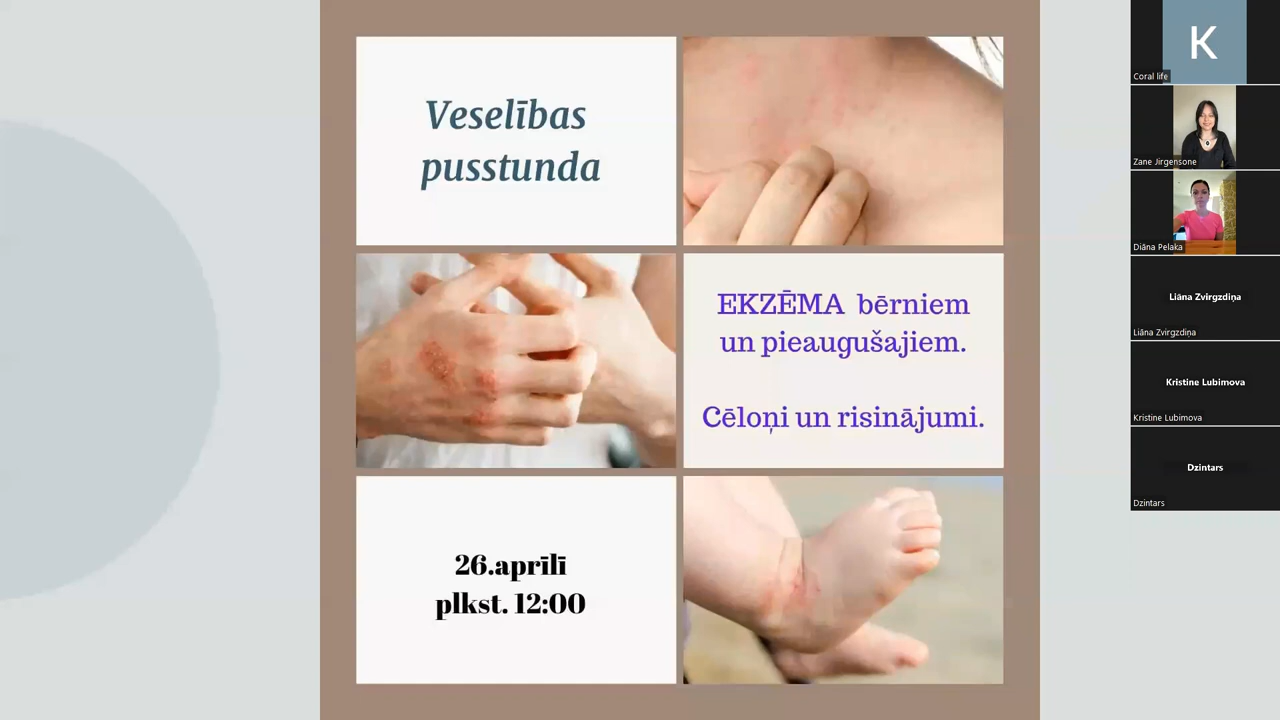 Veselības
pusstunda
EKZĒMA bērniem
un pieaugušajiem.
Cēloņi un risinājumi.
26.aprīlī
plkst. 12:00
K
Coral life
Zane Jirgensone
Diāna Pelaka
Liāna Zvirgzdiņa
Liāna Zvirgzdiņa
Kristine Lubimova
Kristine Lubimova
Dzintars
Dzintars